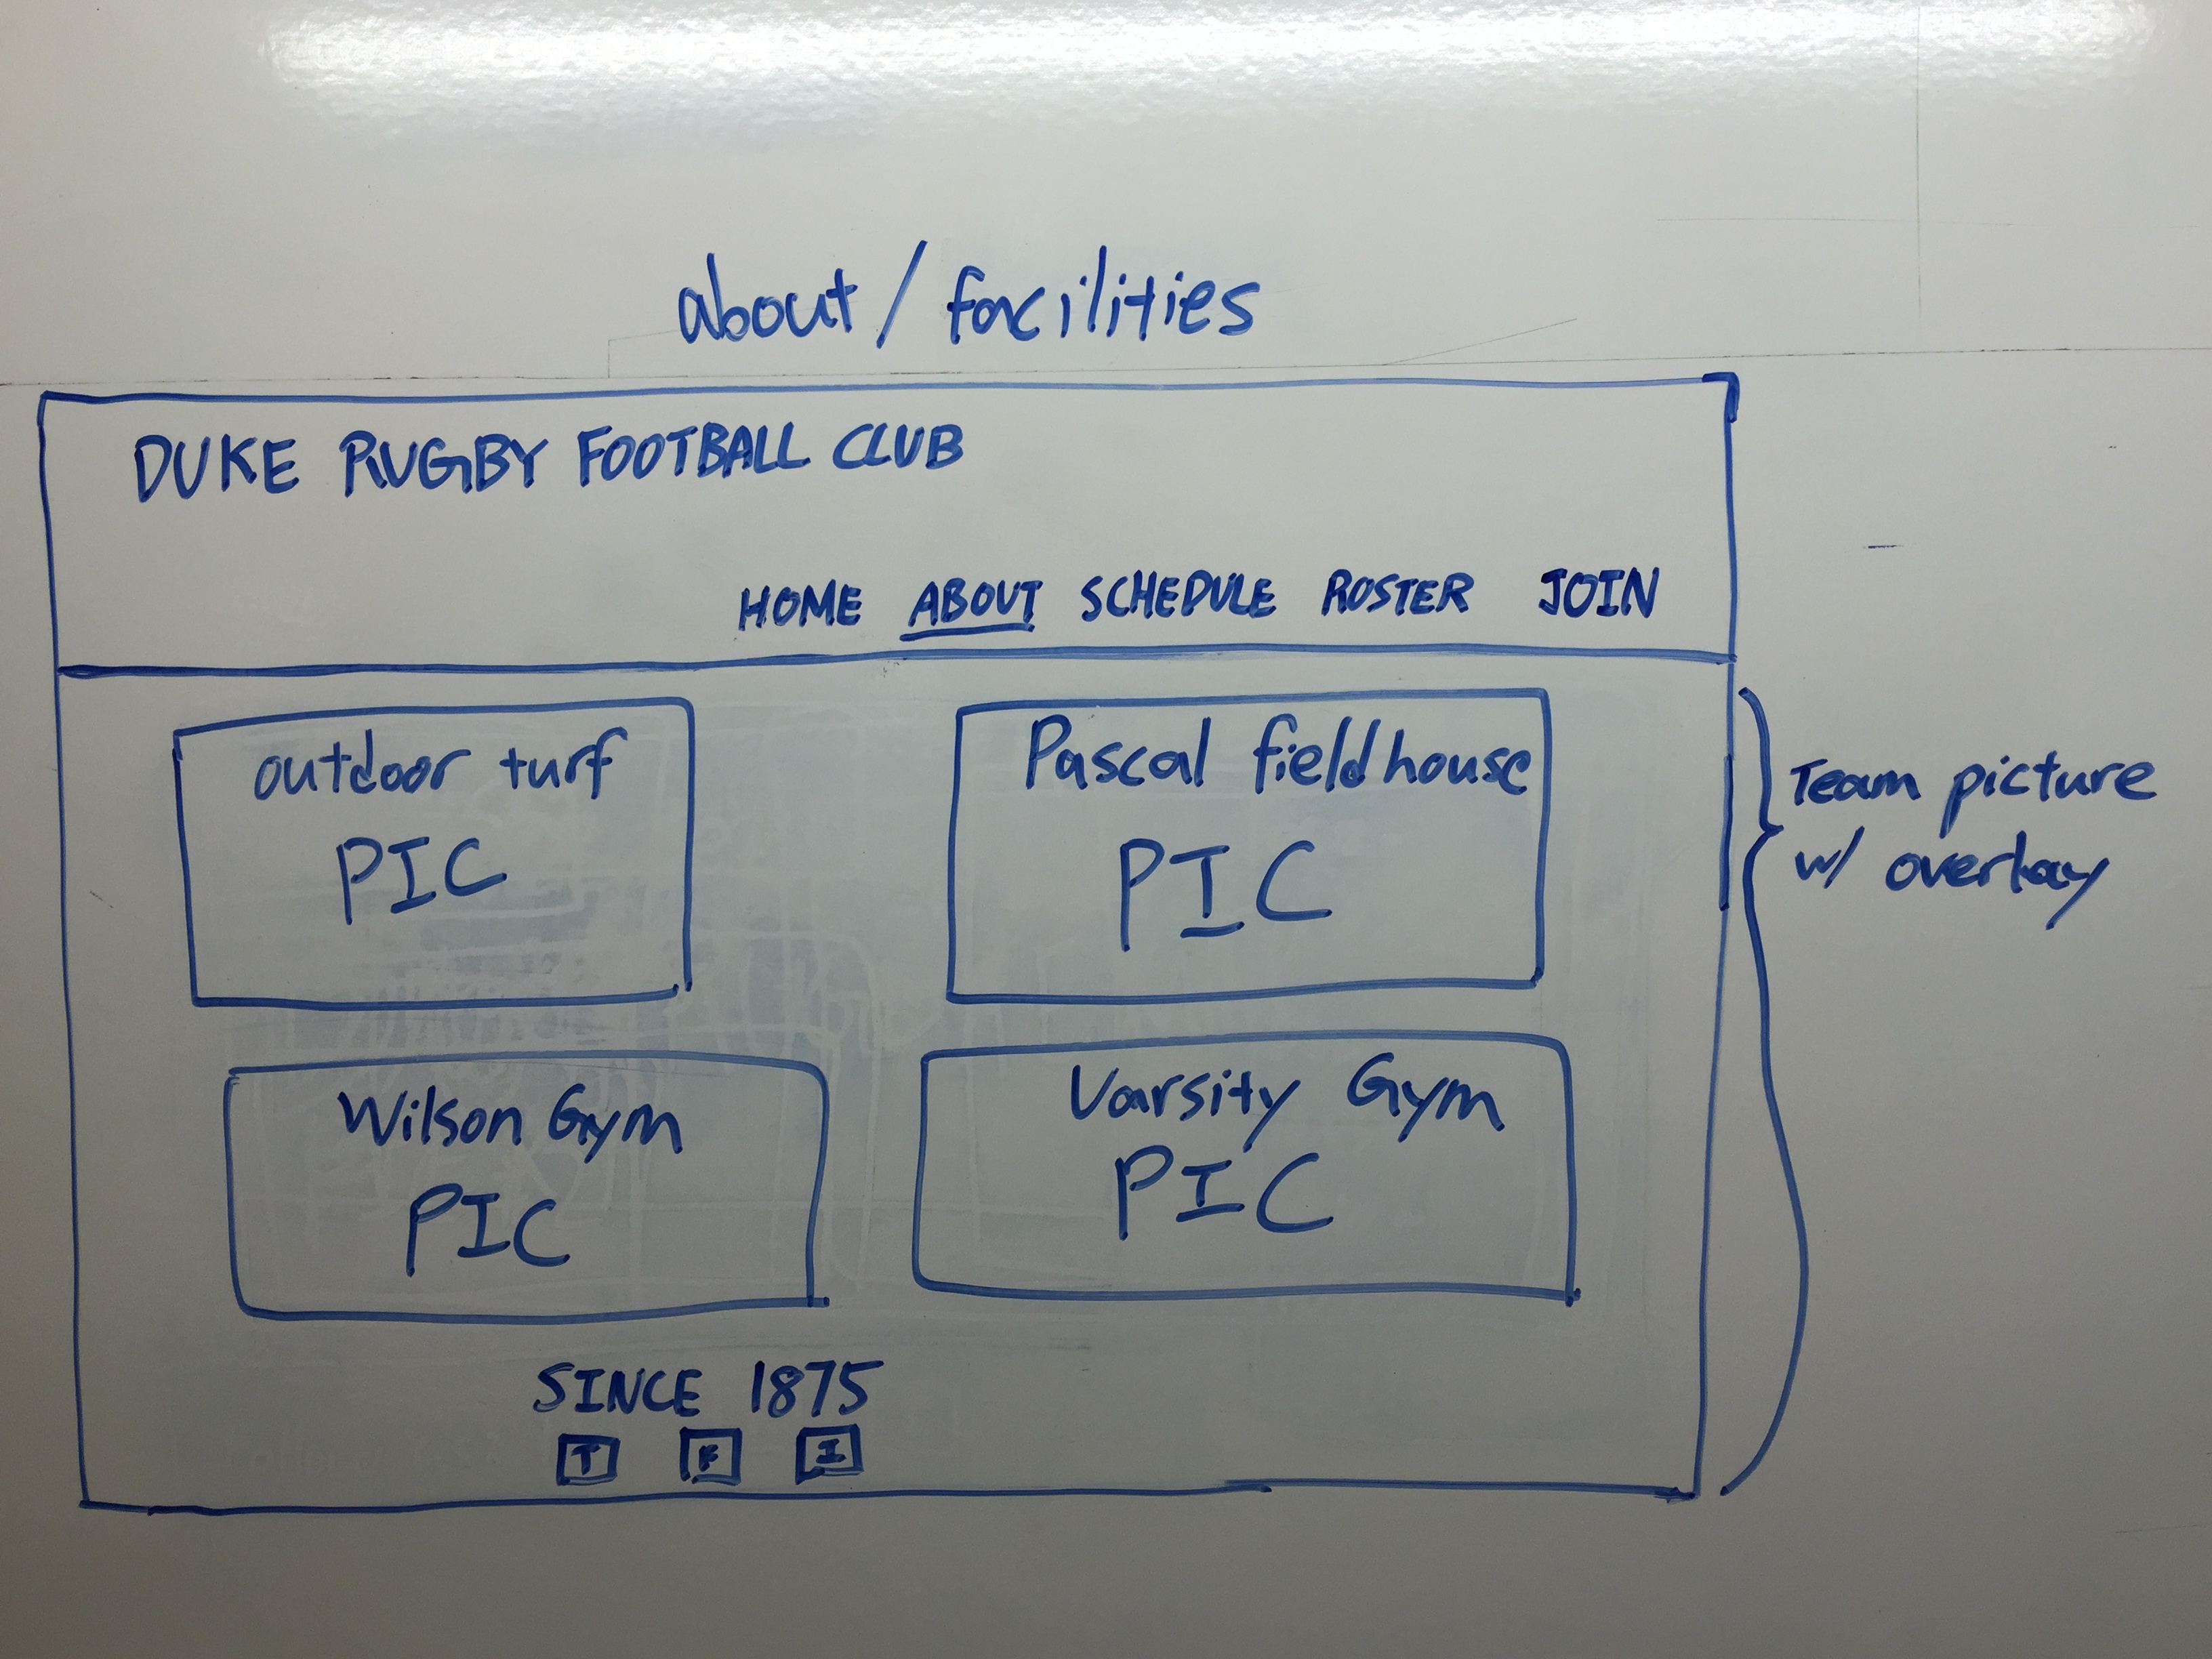 about / facilities
DUKE RUGBY FOOTBALL CLUB
HOME ABOUT SCHEDULE ROSTER JOIN
outdoor turf
PIC
Pascal fieldhouse
PIC
Team picture
w/ overlay
Wilson Gym
PIC
Varsity Gym
PIC
SINCE 1875
T F I